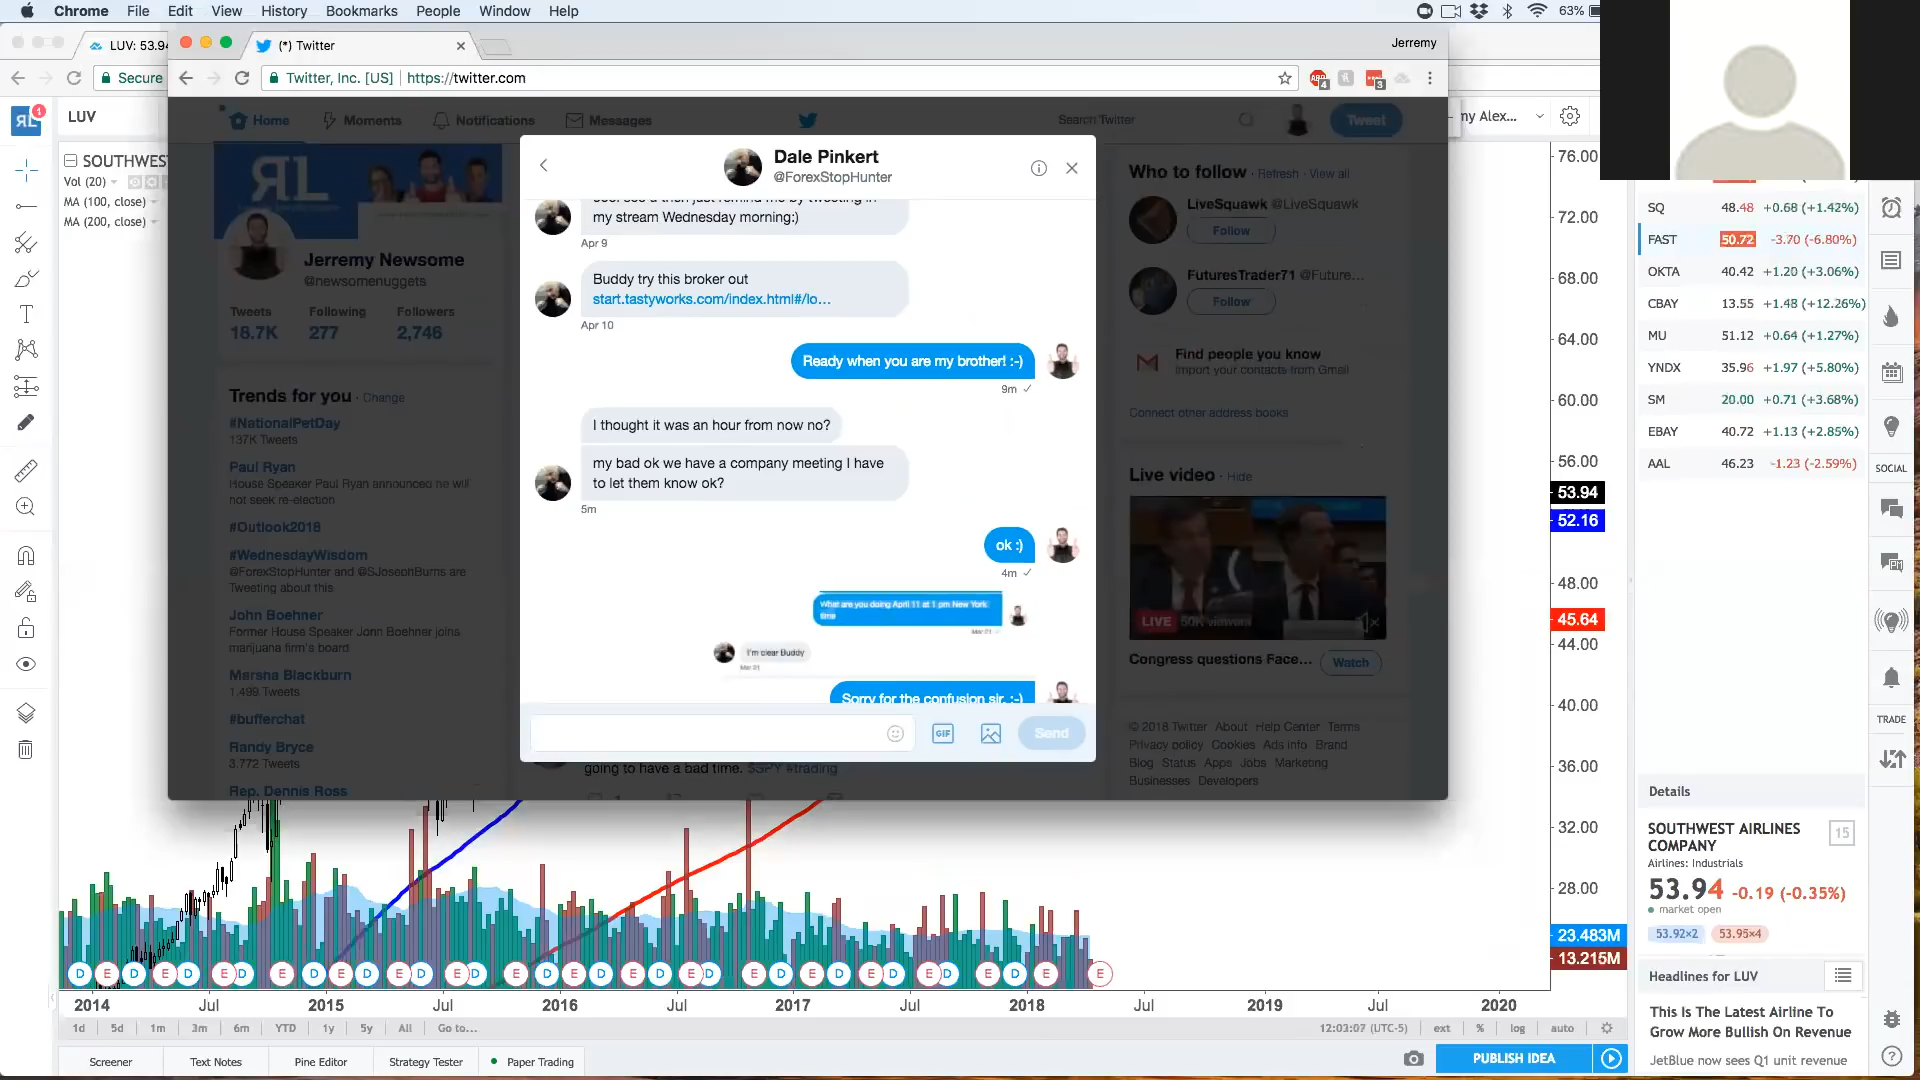 Chrome File Edit View History Bookmarks People Window Help
63%
LUV: 53.94
(*) Twitter
Jerremy
Secure
Twitter, Inc. [US] | https://twitter.com
LUV
my Alex...
SOUTHWES
Vol (20)
MA (100, close)
MA (200, close)
Home Moments Notifications Messages
Search Twitter
Tweet
Jerremy Newsome
@newsomenuggets
Tweets Following Followers
18.7K 277 2,746
Trends for you · Change
#NationalPetDay
137K Tweets
Paul Ryan
House Speaker Paul Ryan announced he will
not seek re-election
#Outlook2018
#WednesdayWisdom
@ForexStopHunter and @SJosephBurns are
Tweeting about this
John Boehner
Former House Speaker John Boehner joins
marijuana firm's board
Marsha Blackburn
1,499 Tweets
#bufferchat
Randy Bryce
3,772 Tweets
Rep. Dennis Ross
Dale Pinkert
@ForexStopHunter
my stream Wednesday morning:)
Apr 9
Buddy try this broker out
start.tastyworks.com/index.html#/lo...
Apr 10
Ready when you are my brother! :-)
9m
I thought it was an hour from now no?
my bad ok we have a company meeting I have
to let them know ok?
5m
ok :)
4m
What are you doing April 11 at 1 pm New York
time
I'm clear Buddy
Sorry for the confusion sir. :-)
GIF
Send
going to have a bad time. $SPY #trading
Who to follow · Refresh · View all
LiveSquawk @LiveSquawk
Follow
FuturesTrader71 @Future...
Follow
Find people you know
Import your contacts from Gmail
Connect other address books
Live video · Hide
LIVE 50K viewers
Congress questions Face...
Watch
© 2018 Twitter About Help Center Terms
Privacy policy Cookies Ads info Brand
Blog Status Apps Jobs Marketing
Businesses Developers
76.00
72.00
68.00
64.00
60.00
56.00
53.94
52.16
48.00
45.64
44.00
40.00
36.00
32.00
28.00
23.483M
13.215M
SQ 48.48 +0.68 (+1.42%)
FAST 50.72 -3.70 (-6.80%)
OKTA 40.42 +1.20 (+3.06%)
CBAY 13.55 +1.48 (+12.26%)
MU 51.12 +0.64 (+1.27%)
YNDX 35.96 +1.97 (+5.80%)
SM 20.00 +0.71 (+3.68%)
EBAY 40.72 +1.13 (+2.85%)
AAL 46.23 -1.23 (-2.59%)
SOCIAL
TRADE
Details
SOUTHWEST AIRLINES
COMPANY
15
Airlines: Industrials
53.94 -0.19 (-0.35%)
market open
53.92×2 53.95×4
Headlines for LUV
This Is The Latest Airline To
Grow More Bullish On Revenue
JetBlue now sees Q1 unit revenue
D E D E D E D E D E D E D E D E D E D E D E D E D E D E D E D E D E D E E
2014 Jul 2015 Jul 2016 Jul 2017 Jul 2018 Jul 2019 Jul 2020
1d 5d 1m 3m 6m YTD 1y 5y All Go to...
12:03:07 (UTC-5) ext % log auto
Screener Text Notes Pine Editor Strategy Tester Paper Trading
PUBLISH IDEA